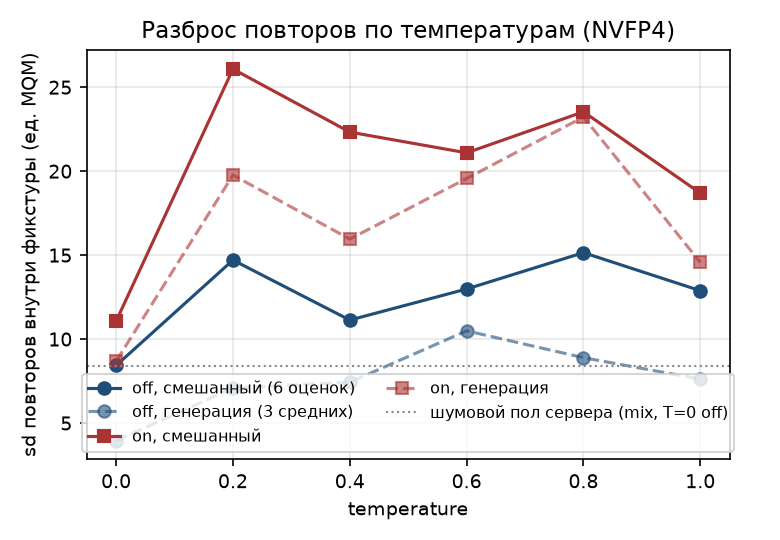 Разброс повторов по температурам (NVFP4)
sd повторов внутри фикстуры (ед. MQM)
25
20
15
10
5
off, смешанный (6 оценок)
off, генерация (3 средних)
on, смешанный
on, генерация
шумовой пол сервера (mix, T=0 off)
0.0 0.2 0.4 0.6 0.8 1.0
temperature